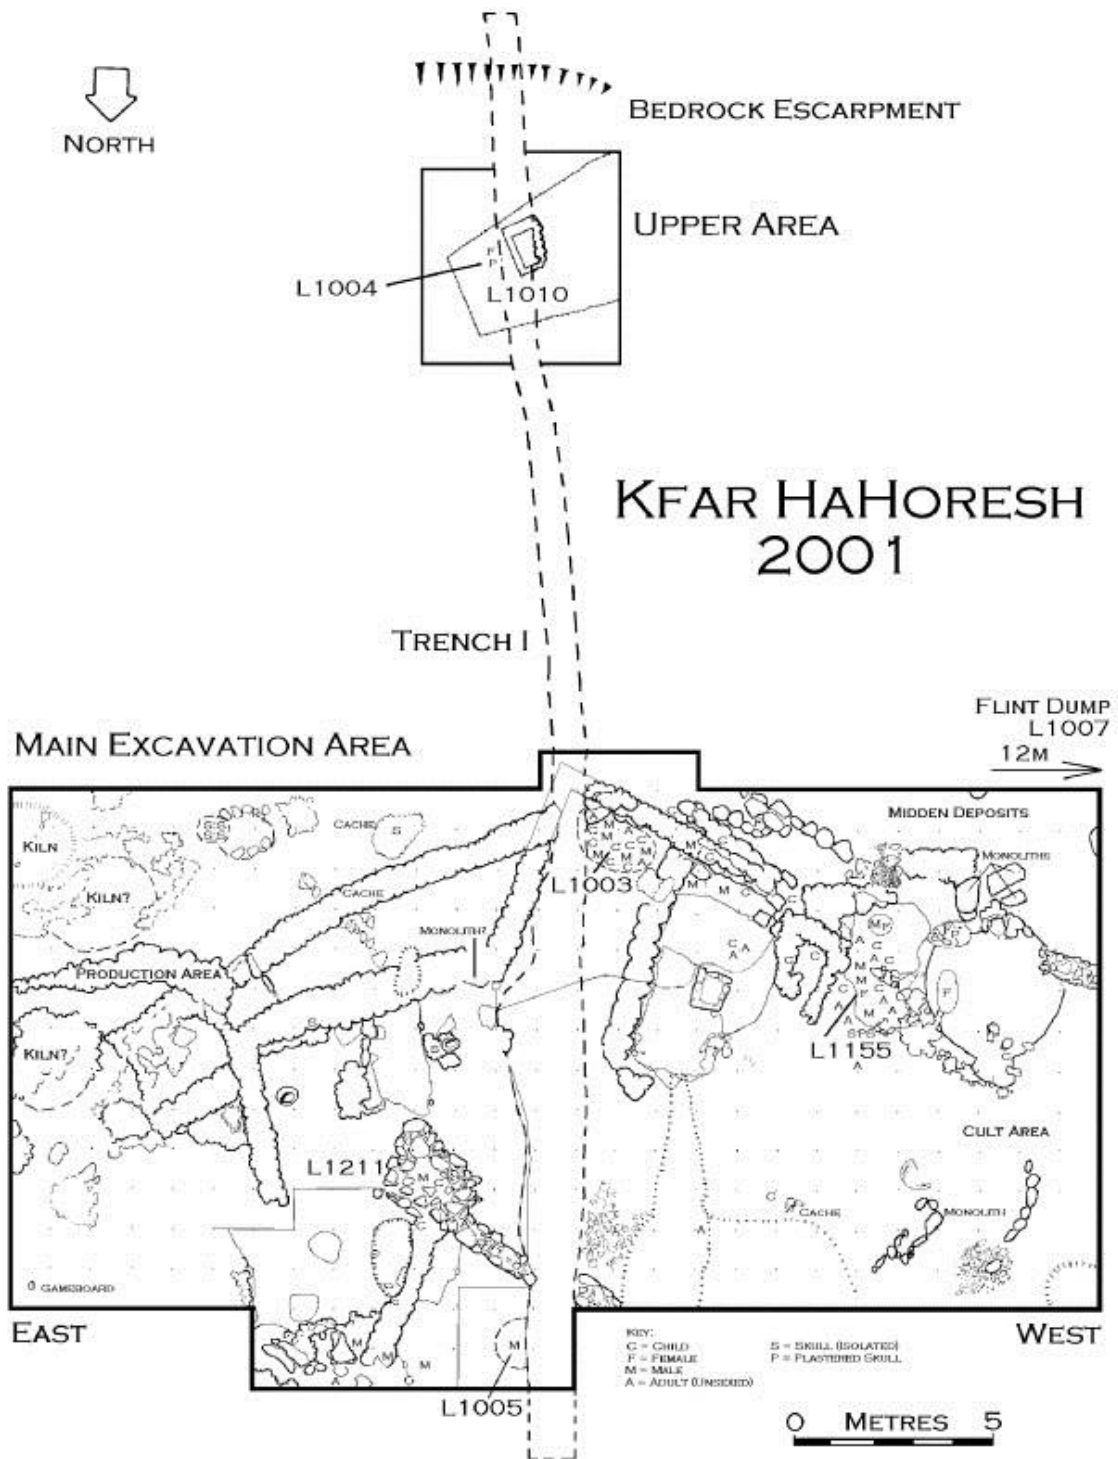 NORTH
BEDROCK ESCARPMENT
UPPER AREA
F
P
L1004
L1010
KFAR HAHORESH
2001
TRENCH I
FLINT DUMP
L1007
12M
MAIN EXCAVATION AREA
MIDDEN DEPOSITS
KILN
CACHE
S
MONOLITHS
KILN?
CACHE
L1003
MONOLITH?
PRODUCTION AREA
KILN?
L1155
L1211
CULT AREA
CACHE
MONOLITH
GAMEBOARD
EAST
WEST
KEY:
C = CHILD
F = FEMALE
M = MALE
A = ADULT (UNSEXED)
S = SKULL (ISOLATED)
P = PLASTERED SKULL
L1005
0 METRES 5